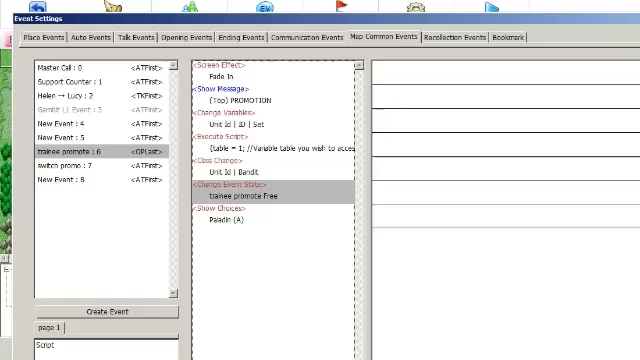 Event Settings
Place Events
Auto Events
Talk Events
Opening Events
Ending Events
Communication Events
Map Common Events
Recollection Events
Bookmark
Master Call : 0 <ATFirst>
Support Counter : 1 <ATFirst>
Helen → Lucy : 2 <TKFirst>
Gambit L1 Event : 3 <ATFirst>
New Event : 4 <ATFirst>
New Event : 5 <ATFirst>
trainee promote : 6 <OPLast>
switch promo : 7 <ATFirst>
New Event : 8 <ATFirst>
Create Event
page 1
Script
<Screen Effect>
Fade In
<Show Message>
(Top) PROMOTION
<Change Variables>
Unit Id | ID | Set
<Execute Script>
{table = 1; //Variable table you wish to acces
<Class Change>
Unit Id | Bandit
<Change Event State>
trainee promote Free
<Show Choices>
Paladin (A)